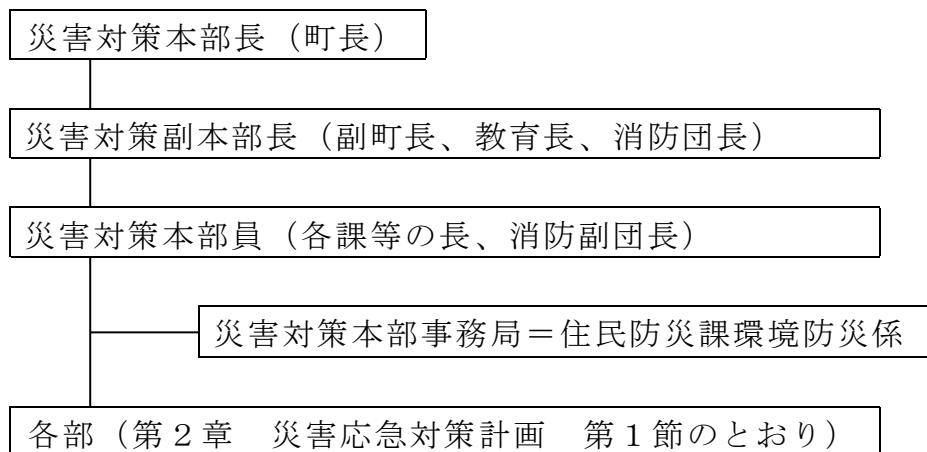 災害対策本部長（町長）
災害対策副本部長（副町長、教育長、消防団長）
災害対策本部員（各課等の長、消防副団長）
災害対策本部事務局＝住民防災課環境防災係
各部（第２章　災害応急対策計画　第１節のとおり）